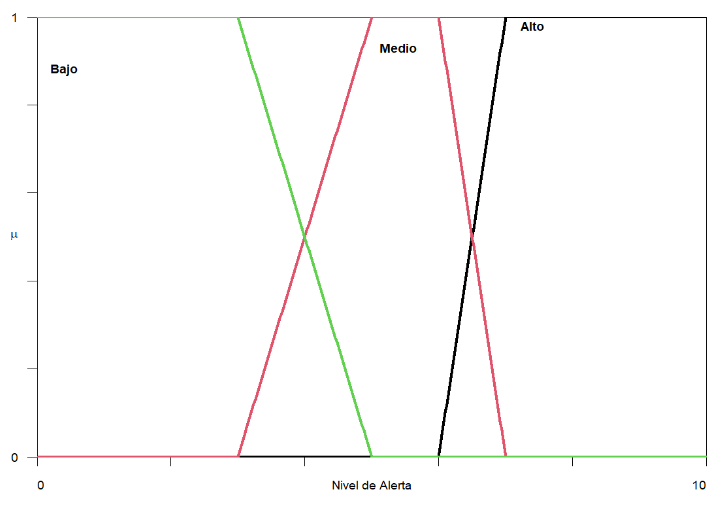 1
Alto
Medio
Bajo
μ
0
0 Nivel de Alerta 10